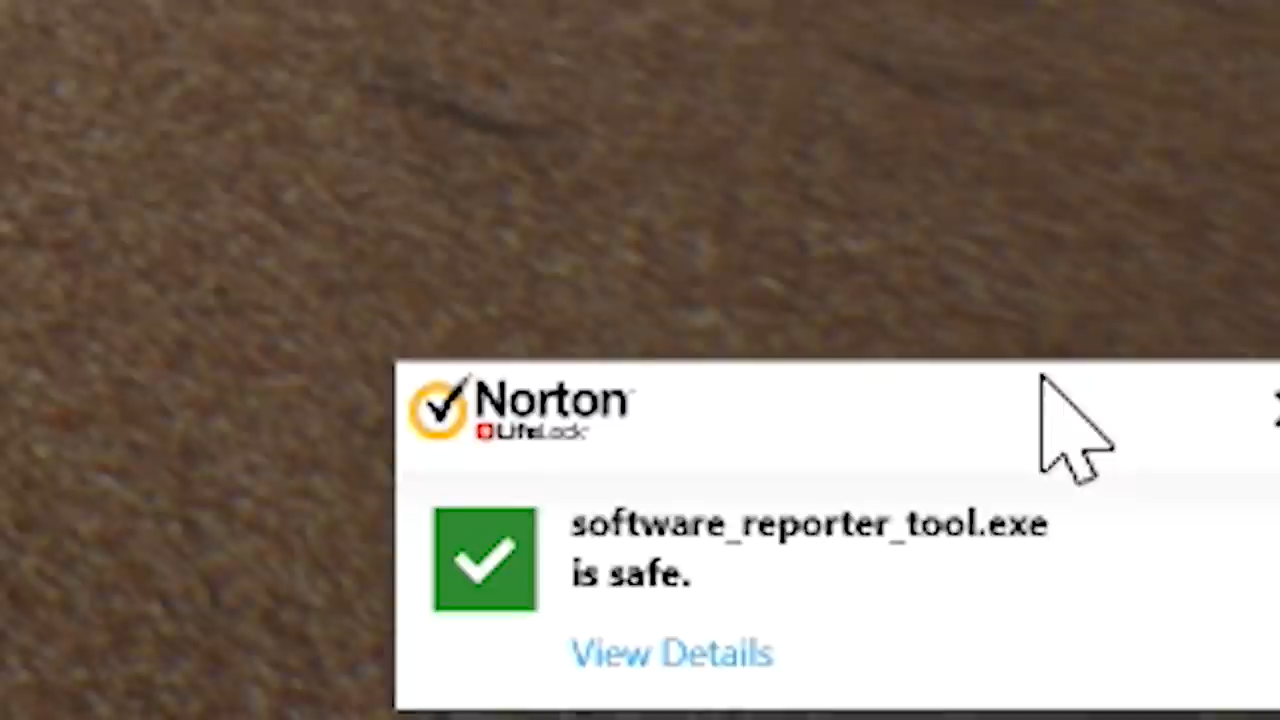 Norton
LifeLock
software_reporter_tool.exe
is safe.
View Details